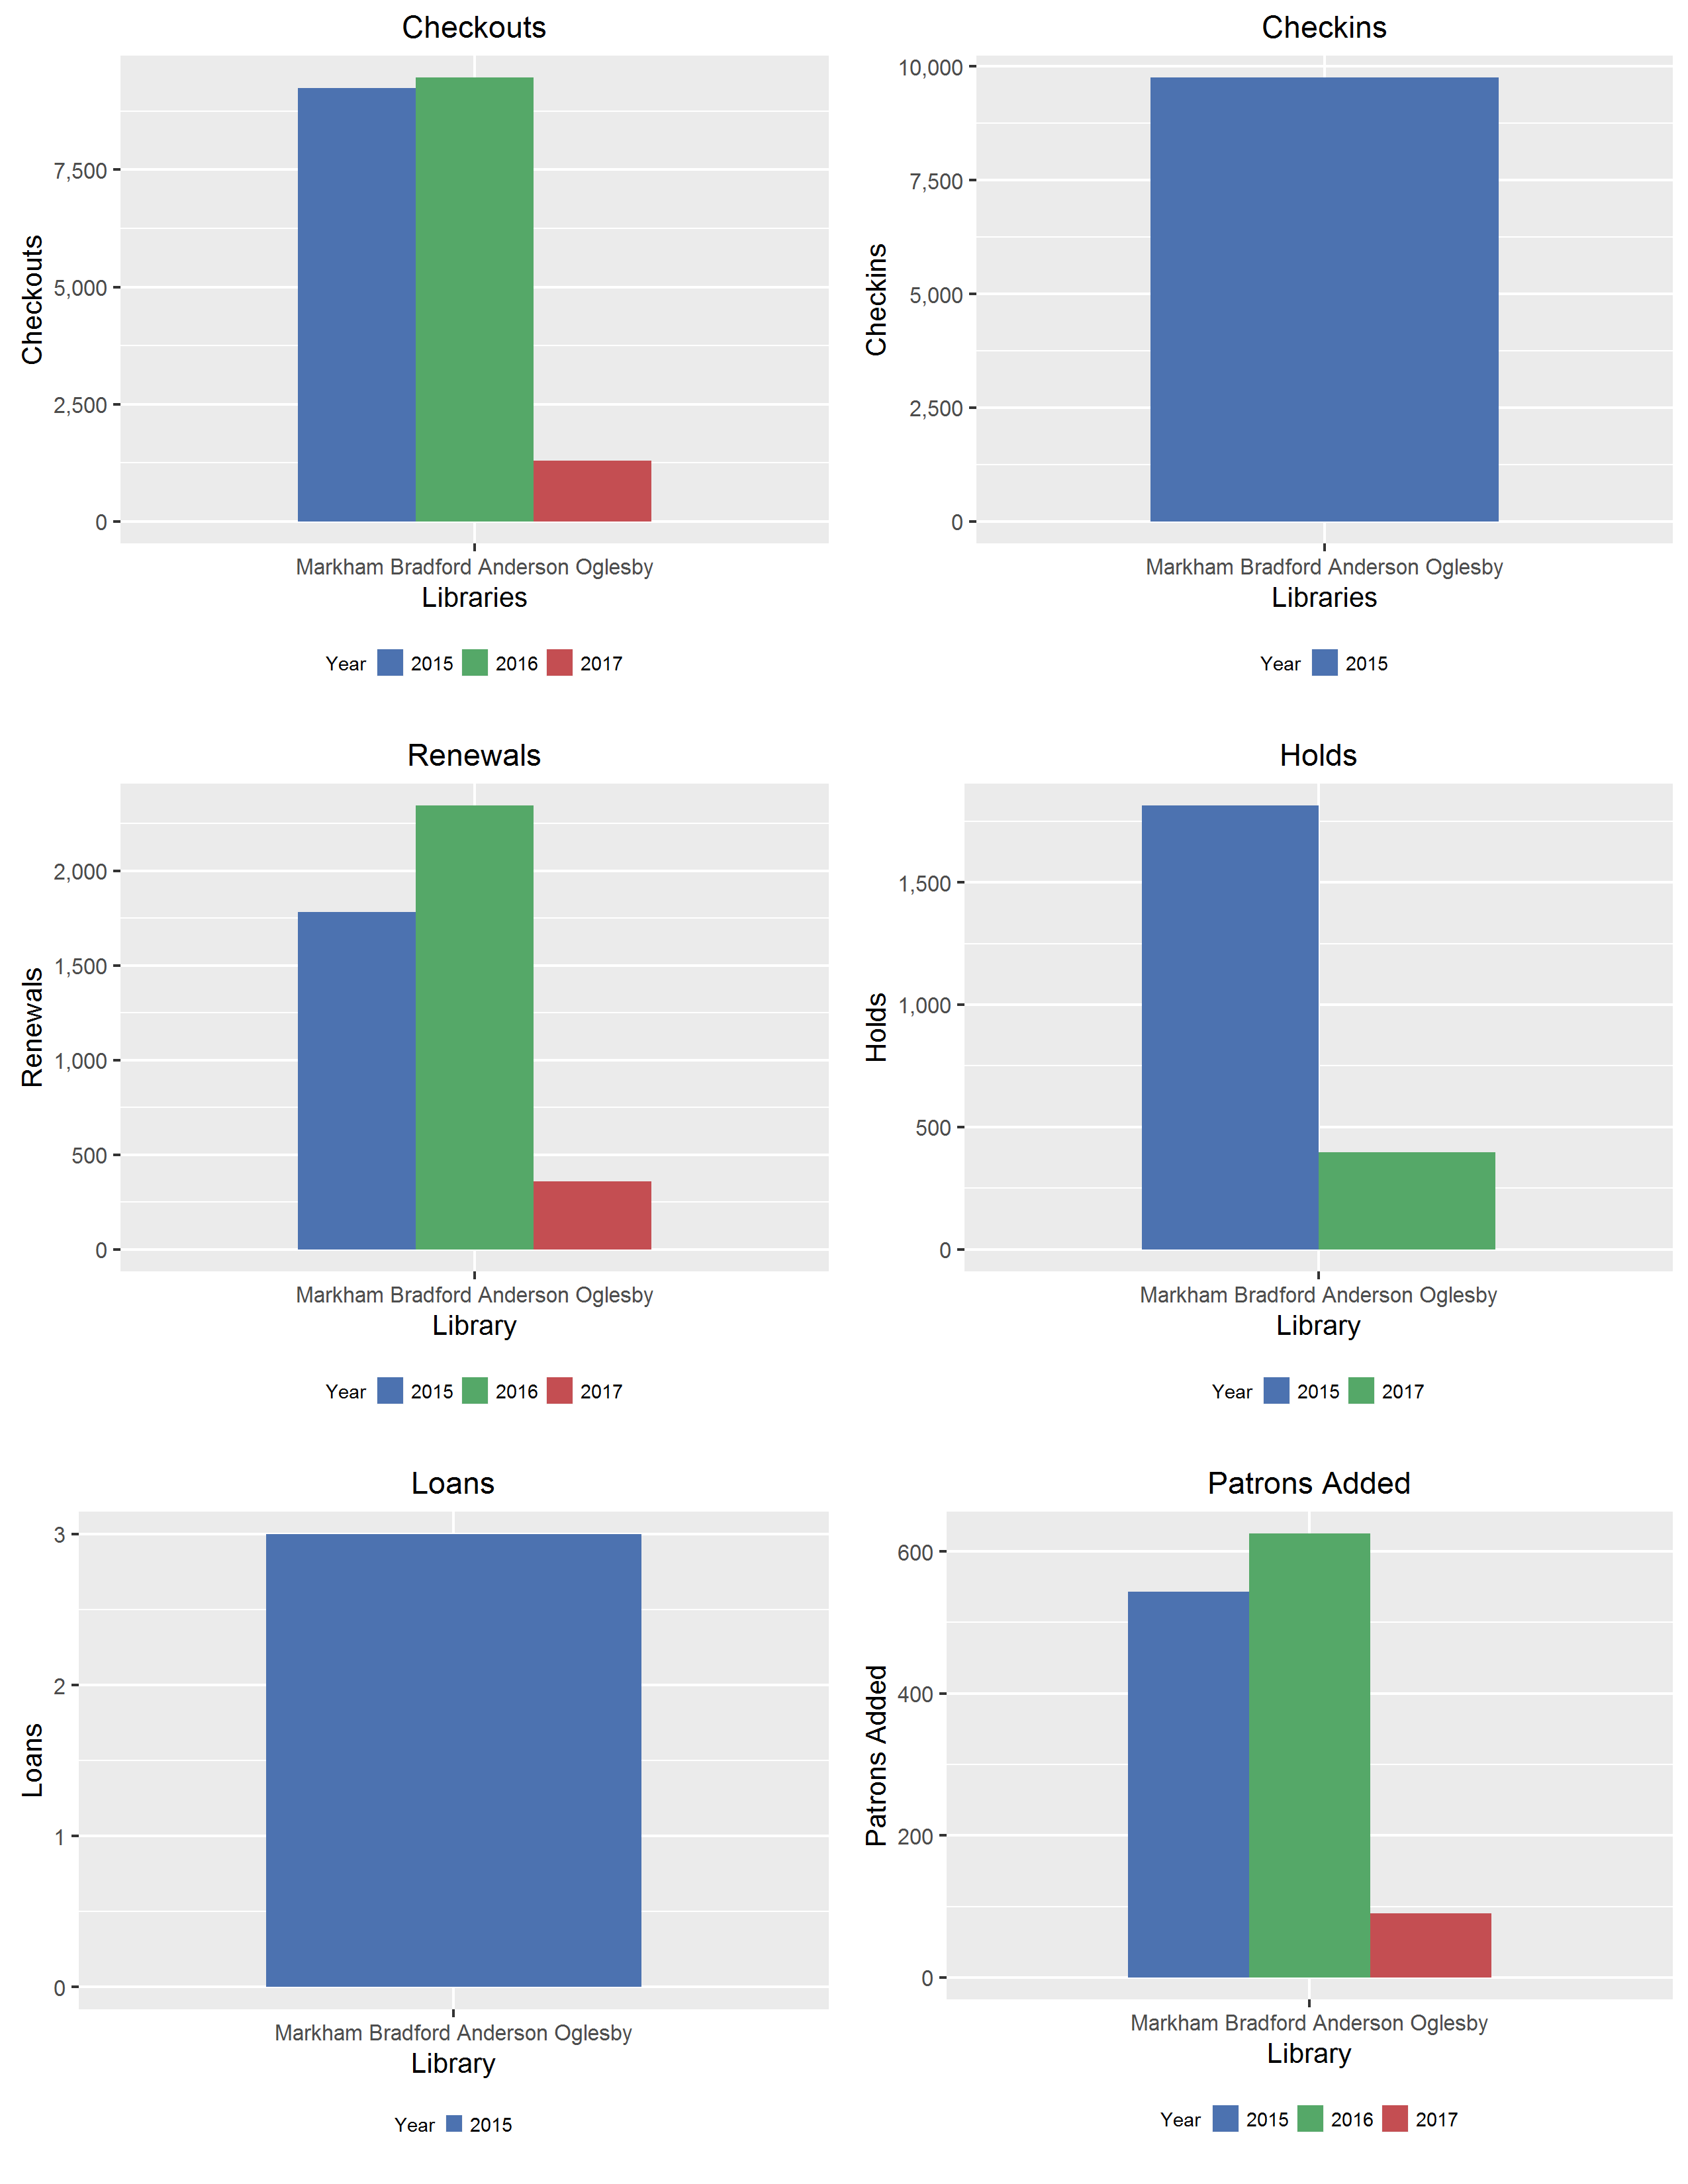 Checkouts
Checkouts
7,500
5,000
2,500
0
Markham Bradford Anderson Oglesby
Libraries
Year 2015 2016 2017
Checkins
Checkins
10,000
7,500
5,000
2,500
0
Markham Bradford Anderson Oglesby
Libraries
Year 2015
Renewals
Renewals
2,000
1,500
1,000
500
0
Markham Bradford Anderson Oglesby
Library
Year 2015 2016 2017
Holds
Holds
1,500
1,000
500
0
Markham Bradford Anderson Oglesby
Library
Year 2015 2017
Loans
Loans
3
2
1
0
Markham Bradford Anderson Oglesby
Library
Year 2015
Patrons Added
Patrons Added
600
400
200
0
Markham Bradford Anderson Oglesby
Library
Year 2015 2016 2017